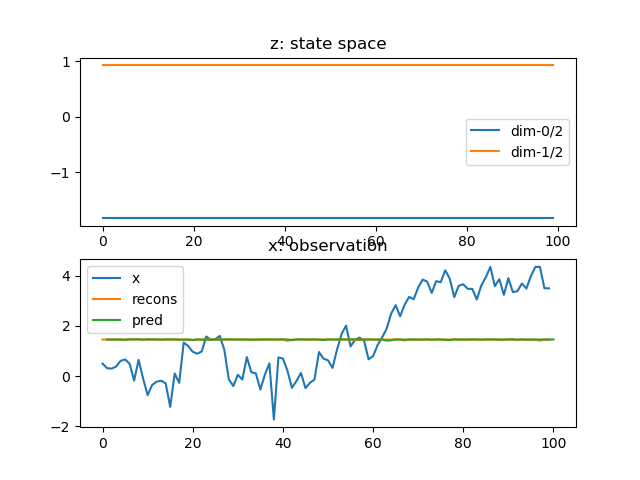 z: state space
1
0
−1
dim-0/2
dim-1/2
0 20 40 60 80 100
x: observation
4
2
0
−2
x
recons
pred
0 20 40 60 80 100